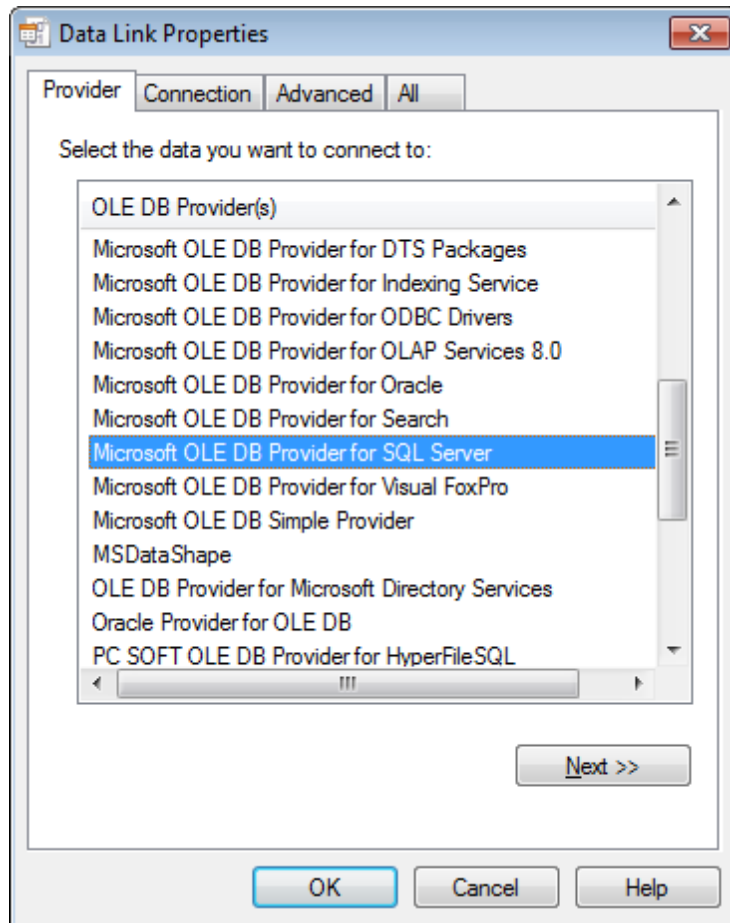 Data Link Properties
Provider Connection Advanced All
Select the data you want to connect to:
OLE DB Provider(s)
Microsoft OLE DB Provider for DTS Packages
Microsoft OLE DB Provider for Indexing Service
Microsoft OLE DB Provider for ODBC Drivers
Microsoft OLE DB Provider for OLAP Services 8.0
Microsoft OLE DB Provider for Oracle
Microsoft OLE DB Provider for Search
Microsoft OLE DB Provider for SQL Server
Microsoft OLE DB Provider for Visual FoxPro
Microsoft OLE DB Simple Provider
MSDataShape
OLE DB Provider for Microsoft Directory Services
Oracle Provider for OLE DB
PC SOFT OLE DB Provider for HyperFileSQL
Next >>
OK Cancel Help